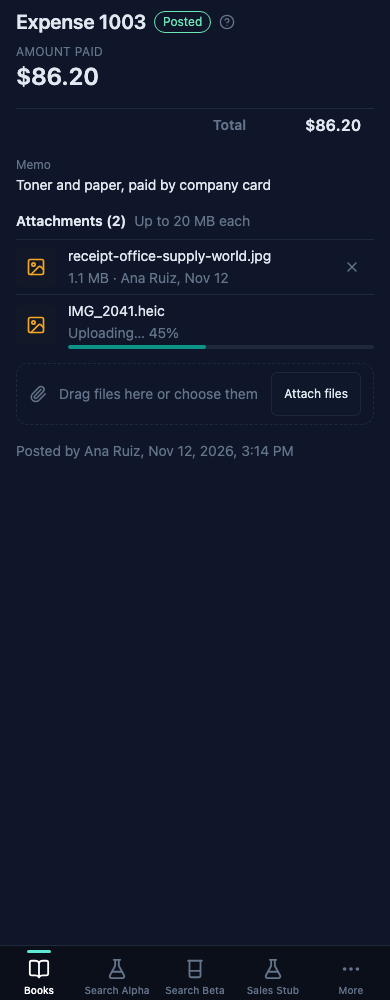 Expense 1003 Posted
AMOUNT PAID
$86.20
Total $86.20
Memo
Toner and paper, paid by company card
Attachments (2) Up to 20 MB each
receipt-office-supply-world.jpg
1.1 MB · Ana Ruiz, Nov 12
IMG_2041.heic
Uploading... 45%
Drag files here or choose them Attach files
Posted by Ana Ruiz, Nov 12, 2026, 3:14 PM
Books Search Alpha Search Beta Sales Stub More